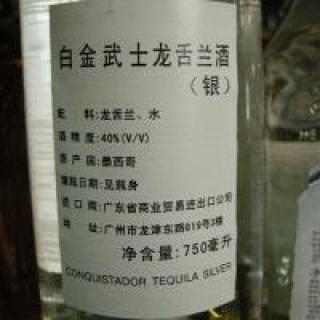 白金武士龙舌兰酒
（银）
配 料:龙舌兰、水
酒 精 度:40%(V/V)
原 产 国:墨西哥
灌瓶日期:见瓶身
进 口 商:广东省商业贸易进出口公司
地 址:广州市龙津东路819号3楼
净含量:750毫升
CONQUISTADOR TEQUILA SILVER